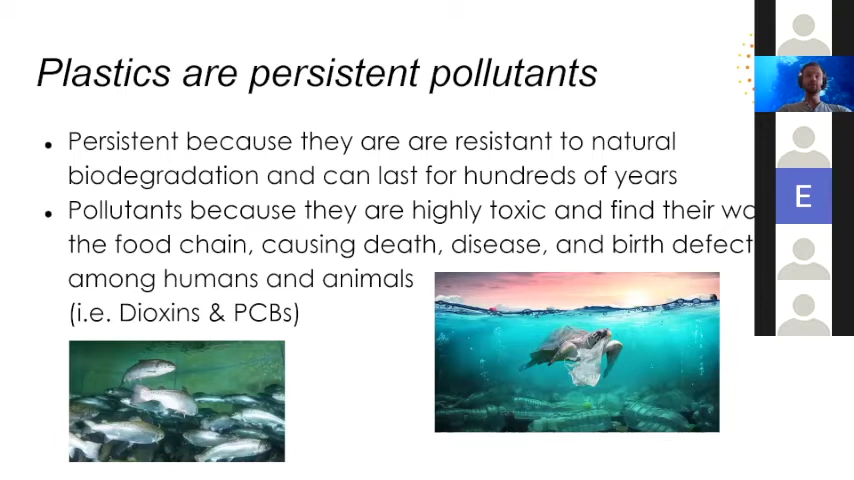 Plastics are persistent pollutants
Persistent because they are are resistant to natural
biodegradation and can last for hundreds of years
Pollutants because they are highly toxic and find their
the food chain, causing death, disease, and birth defect
among humans and animals
(i.e. Dioxins & PCBs)
E